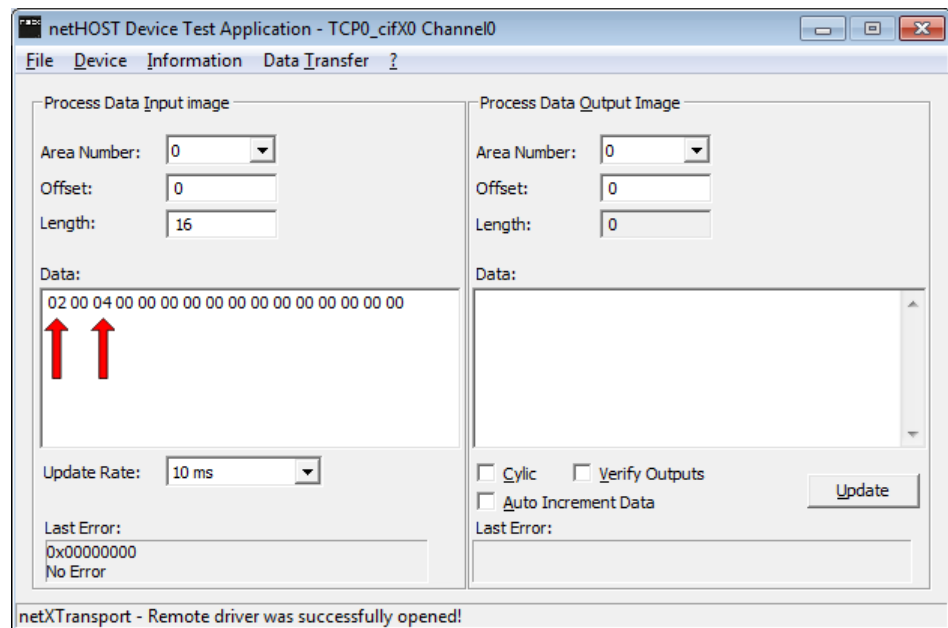 netHOST Device Test Application - TCP0_cifX0 Channel0
File Device Information Data Transfer ?
Process Data Input image
Area Number: 0
Offset: 0
Length: 16
Data:
02 00 04 00 00 00 00 00 00 00 00 00 00 00 00 00
Update Rate: 10 ms
Last Error:
0x00000000
No Error
Process Data Output Image
Area Number: 0
Offset: 0
Length: 0
Data:
Cylic Verify Outputs
Auto Increment Data
Update
Last Error:
netXTransport - Remote driver was successfully opened!